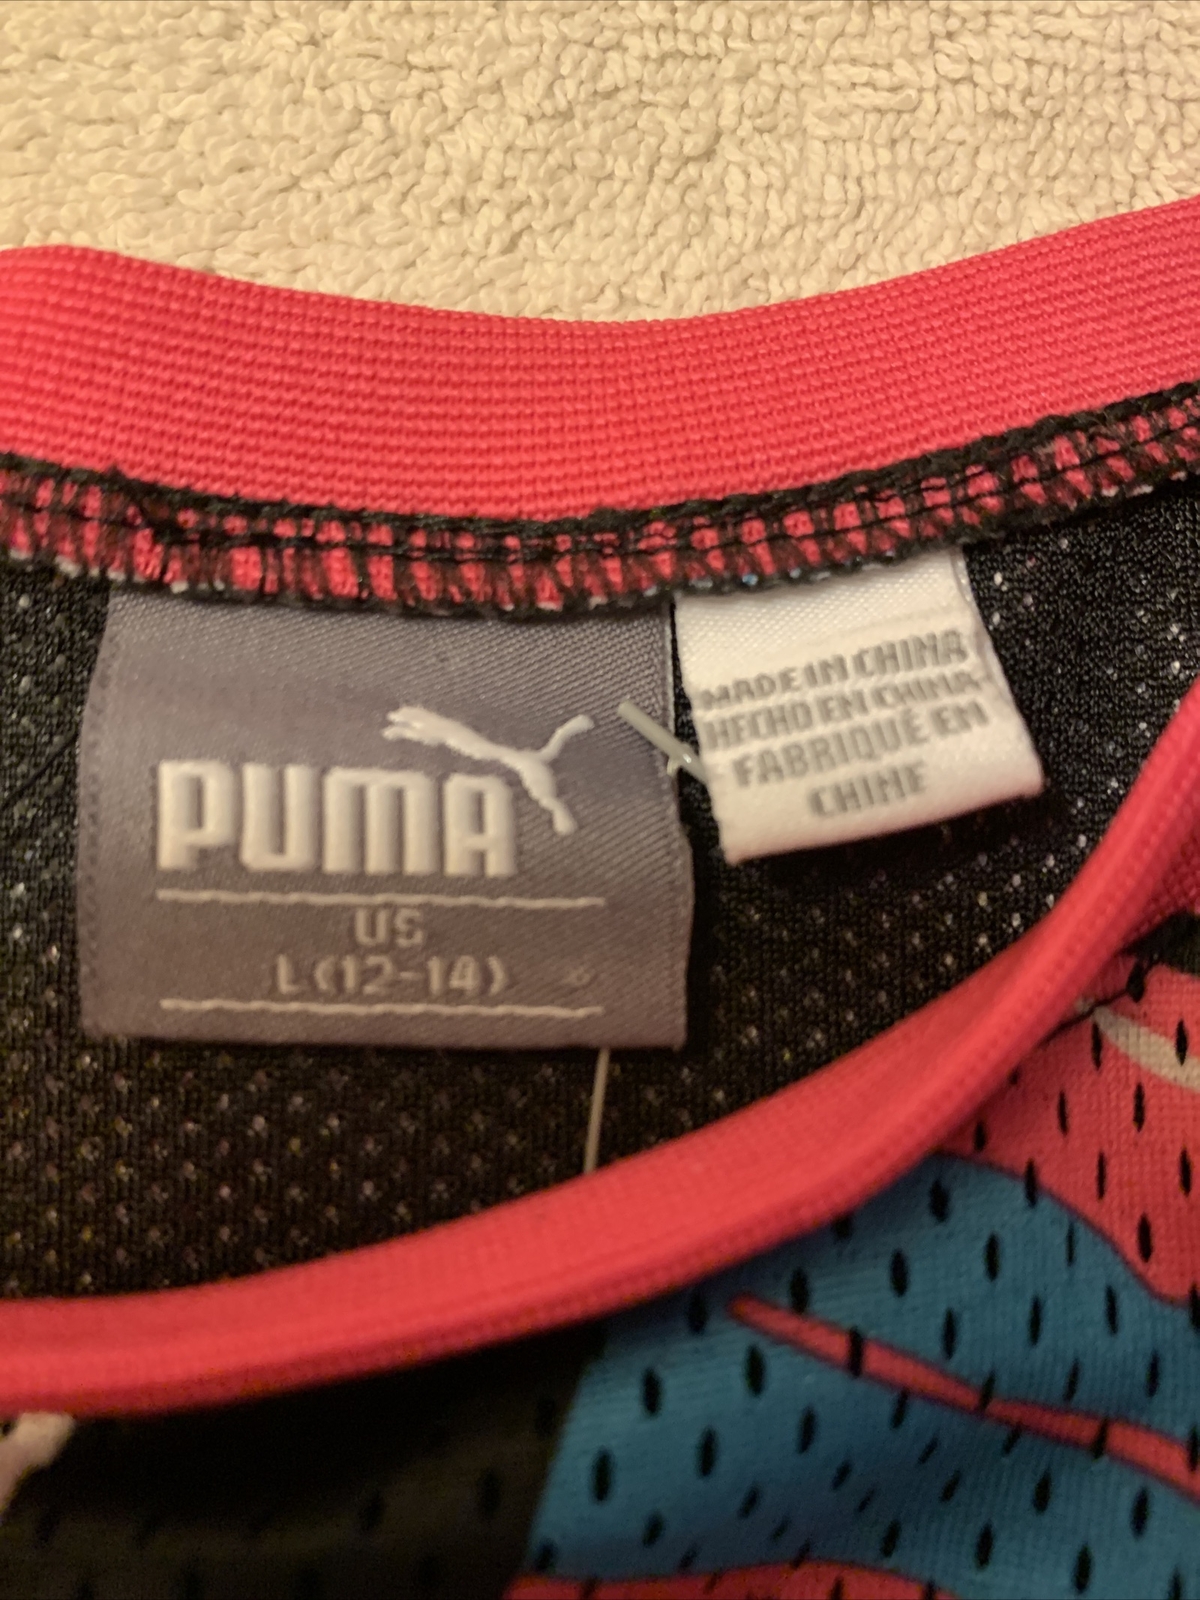 PUMA
US
L(12-14)
MADE IN CHINA
HECHO EN CHINA
FABRIQUÉ EN
CHINE